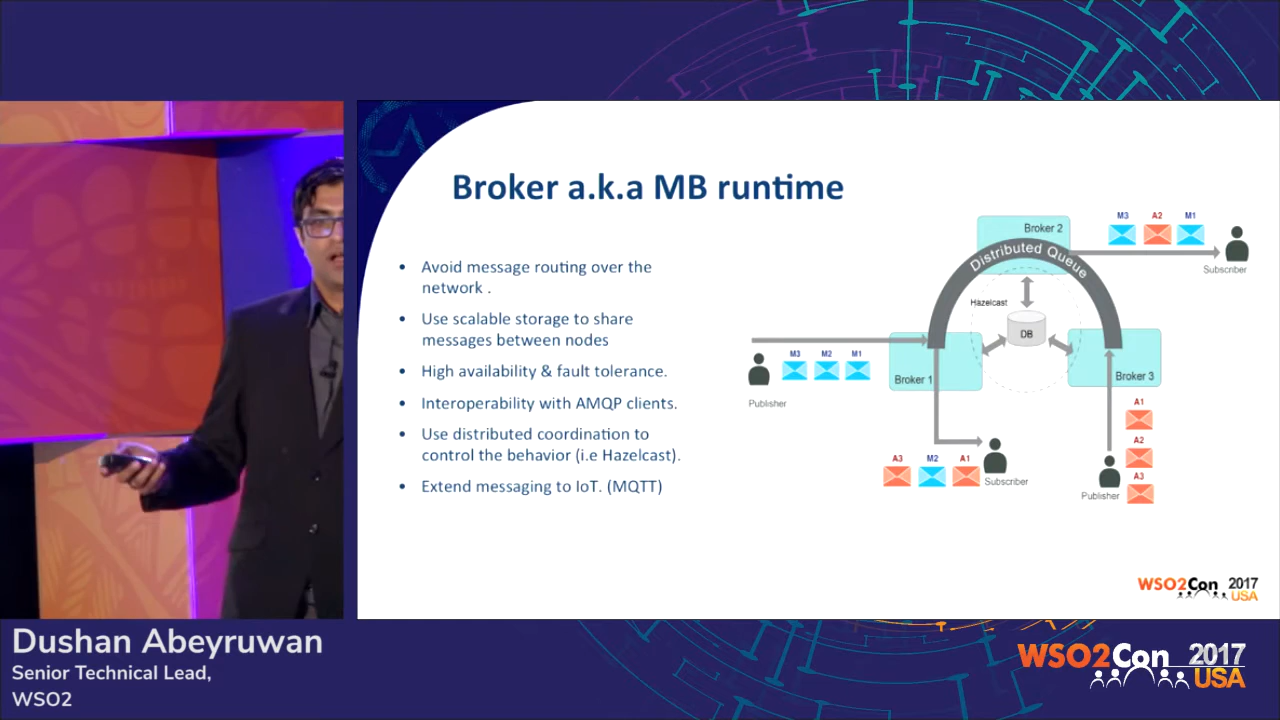 Broker a.k.a MB runtime
• Avoid message routing over the
network .
• Use scalable storage to share
messages between nodes
• High availability & fault tolerance.
• Interoperability with AMQP clients.
• Use distributed coordination to
control the behavior (i.e Hazelcast).
• Extend messaging to IoT. (MQTT)
Broker 2
M3 A2 M1
Subscriber
Distributed Queue
Hazelcast
DB
M3 M2 M1
Publisher
Broker 1
Broker 3
A1
A2
A3
Publisher
A3 M2 A1
Subscriber
WSO2Con 2017
USA
Dushan Abeyruwan
Senior Technical Lead,
WSO2
WSO2Con 2017
USA